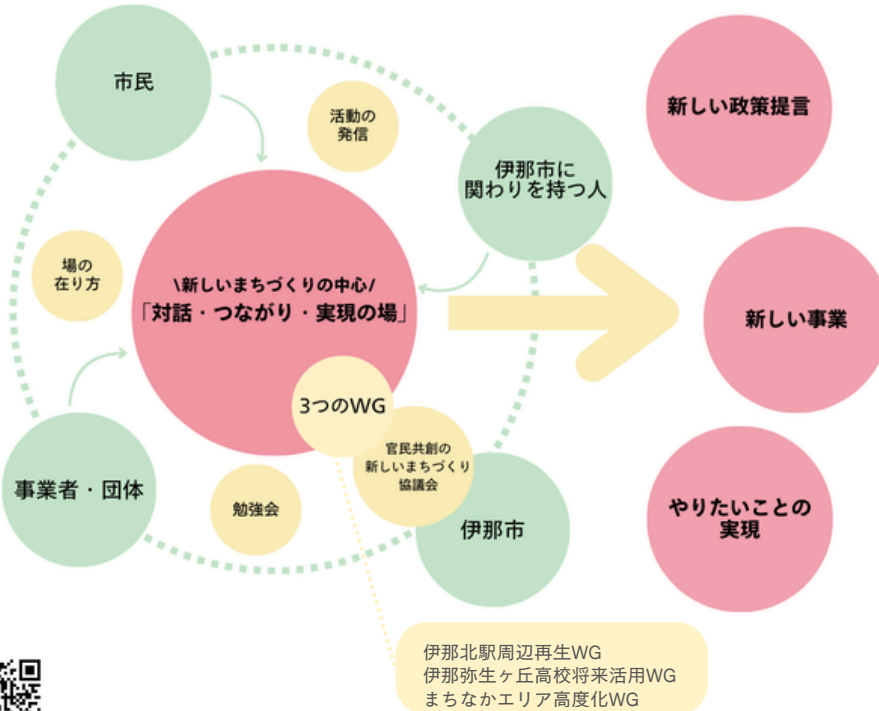 市民
活動の
発信
新しい政策提言
伊那市に
関わりを持つ人
場の
在り方
\新しいまちづくりの中心/
「対話・つながり・実現の場」
新しい事業
3つのWG
官民共創の
新しいまちづくり
協議会
事業者・団体
勉強会
伊那市
やりたいことの
実現
伊那北駅周辺再生WG
伊那弥生ヶ丘高校将来活用WG
まちなかエリア高度化WG